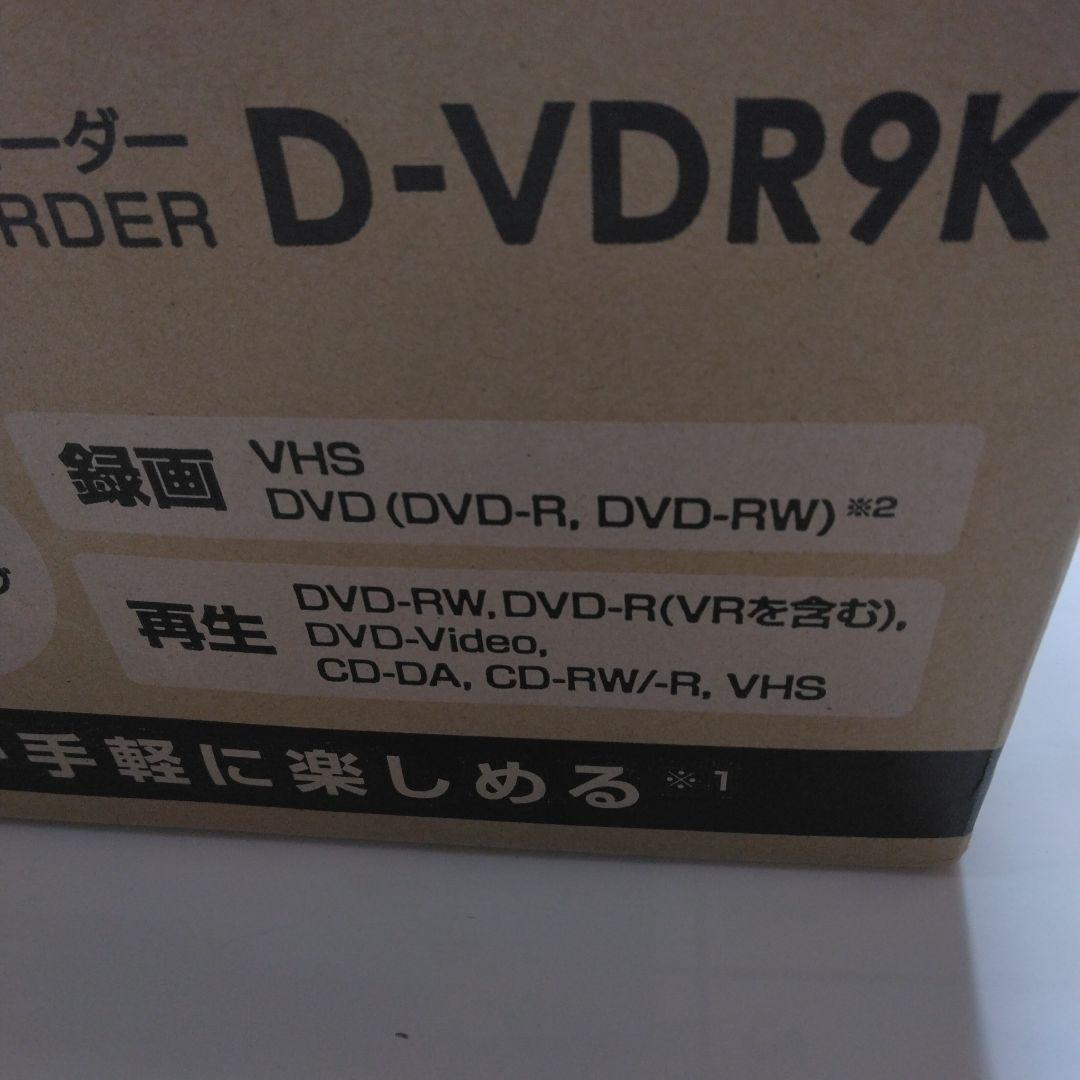 ーダー
RDER D-VDR9K
録画 VHS
DVD (DVD-R, DVD-RW) ※2
再生 DVD-RW, DVD-R(VRを含む),
DVD-Video,
CD-DA, CD-RW/-R, VHS
手軽に楽しめる ※1